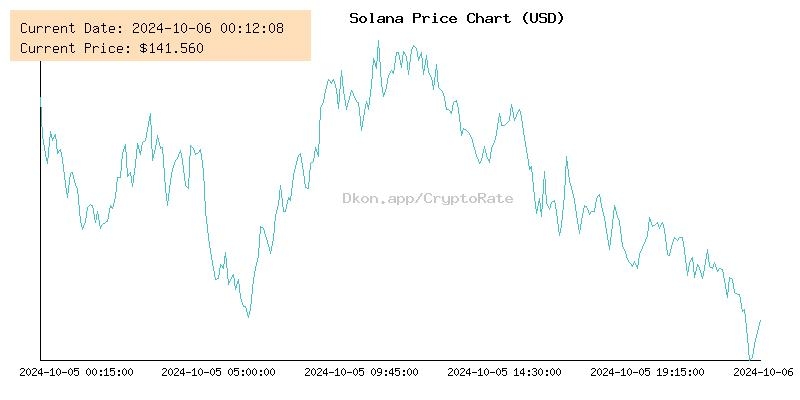 Solana Price Chart (USD)
Current Date: 2024-10-06 00:12:08
Current Price: $141.560
Dkon.app/CryptoRate
2024-10-05 00:15:00 2024-10-05 05:00:00 2024-10-05 09:45:00 2024-10-05 14:30:00 2024-10-05 19:15:00 2024-10-06